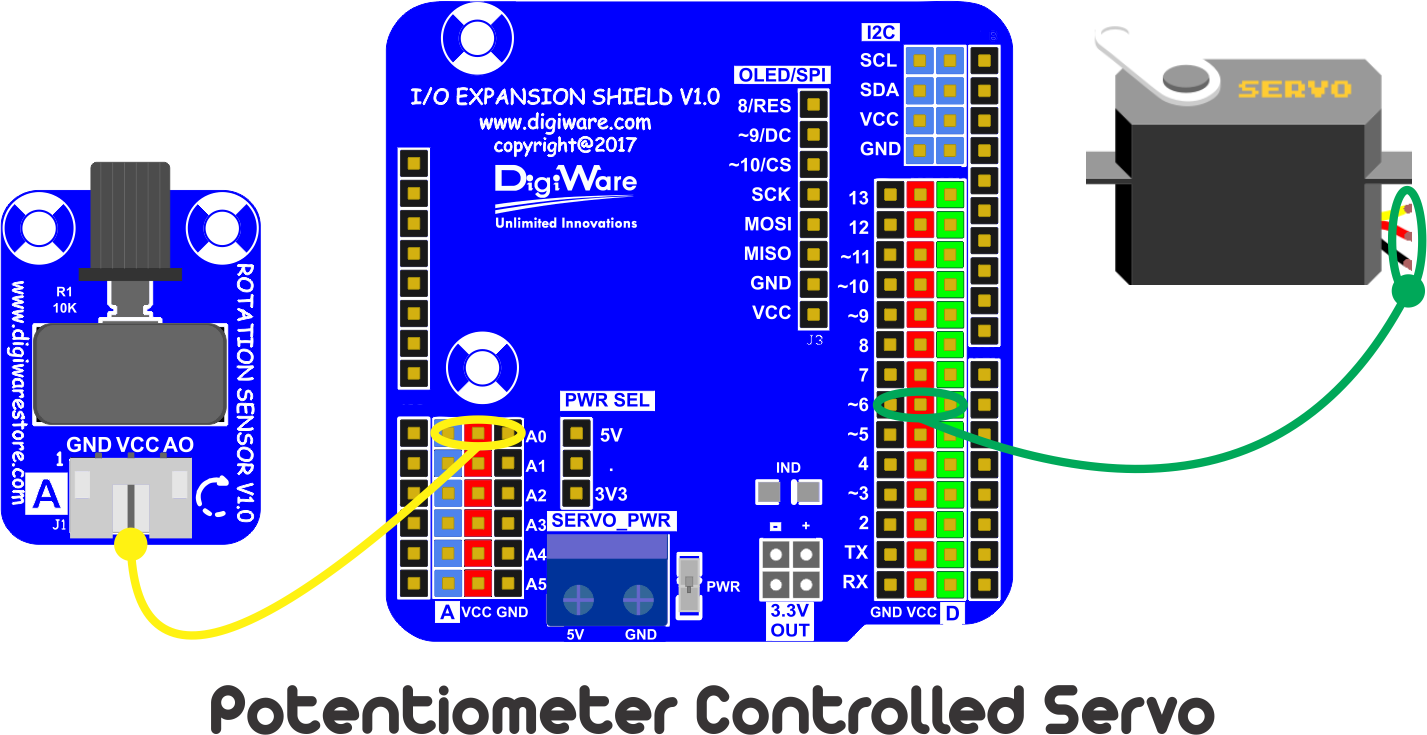 I2C
SCL
SDA
VCC
GND
OLED/SPI
8/RES
~9/DC
~10/CS
SCK
MOSI
MISO
GND
VCC
J3
I/O EXPANSION SHIELD V1.0
www.digiware.com
copyright@2017
DigiWare
Unlimited Innovations
SERVO
13
12
~11
~10
~9
8
7
~6
~5
4
~3
2
TX
RX
GND VCC D
R1
10K
www.digiwarestore.com
ROTATION SENSOR V1.0
GND VCC AO
1
A
J1
PWR SEL
5V
.
3V3
A0
A1
A2
A3
A4
A5
A VCC GND
SERVO_PWR
5V GND
PWR
IND
- +
3.3V
OUT
Potentiometer Controlled Servo